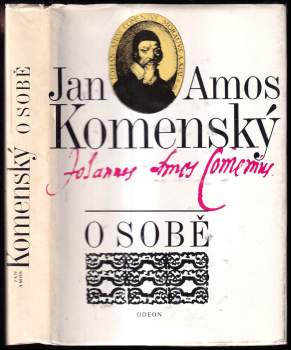 JAN
AMOS
Komenský
O SOBĚ
Jan Amos
Komenský
Johannes Amos Comenius
O SOBĚ
ODEON